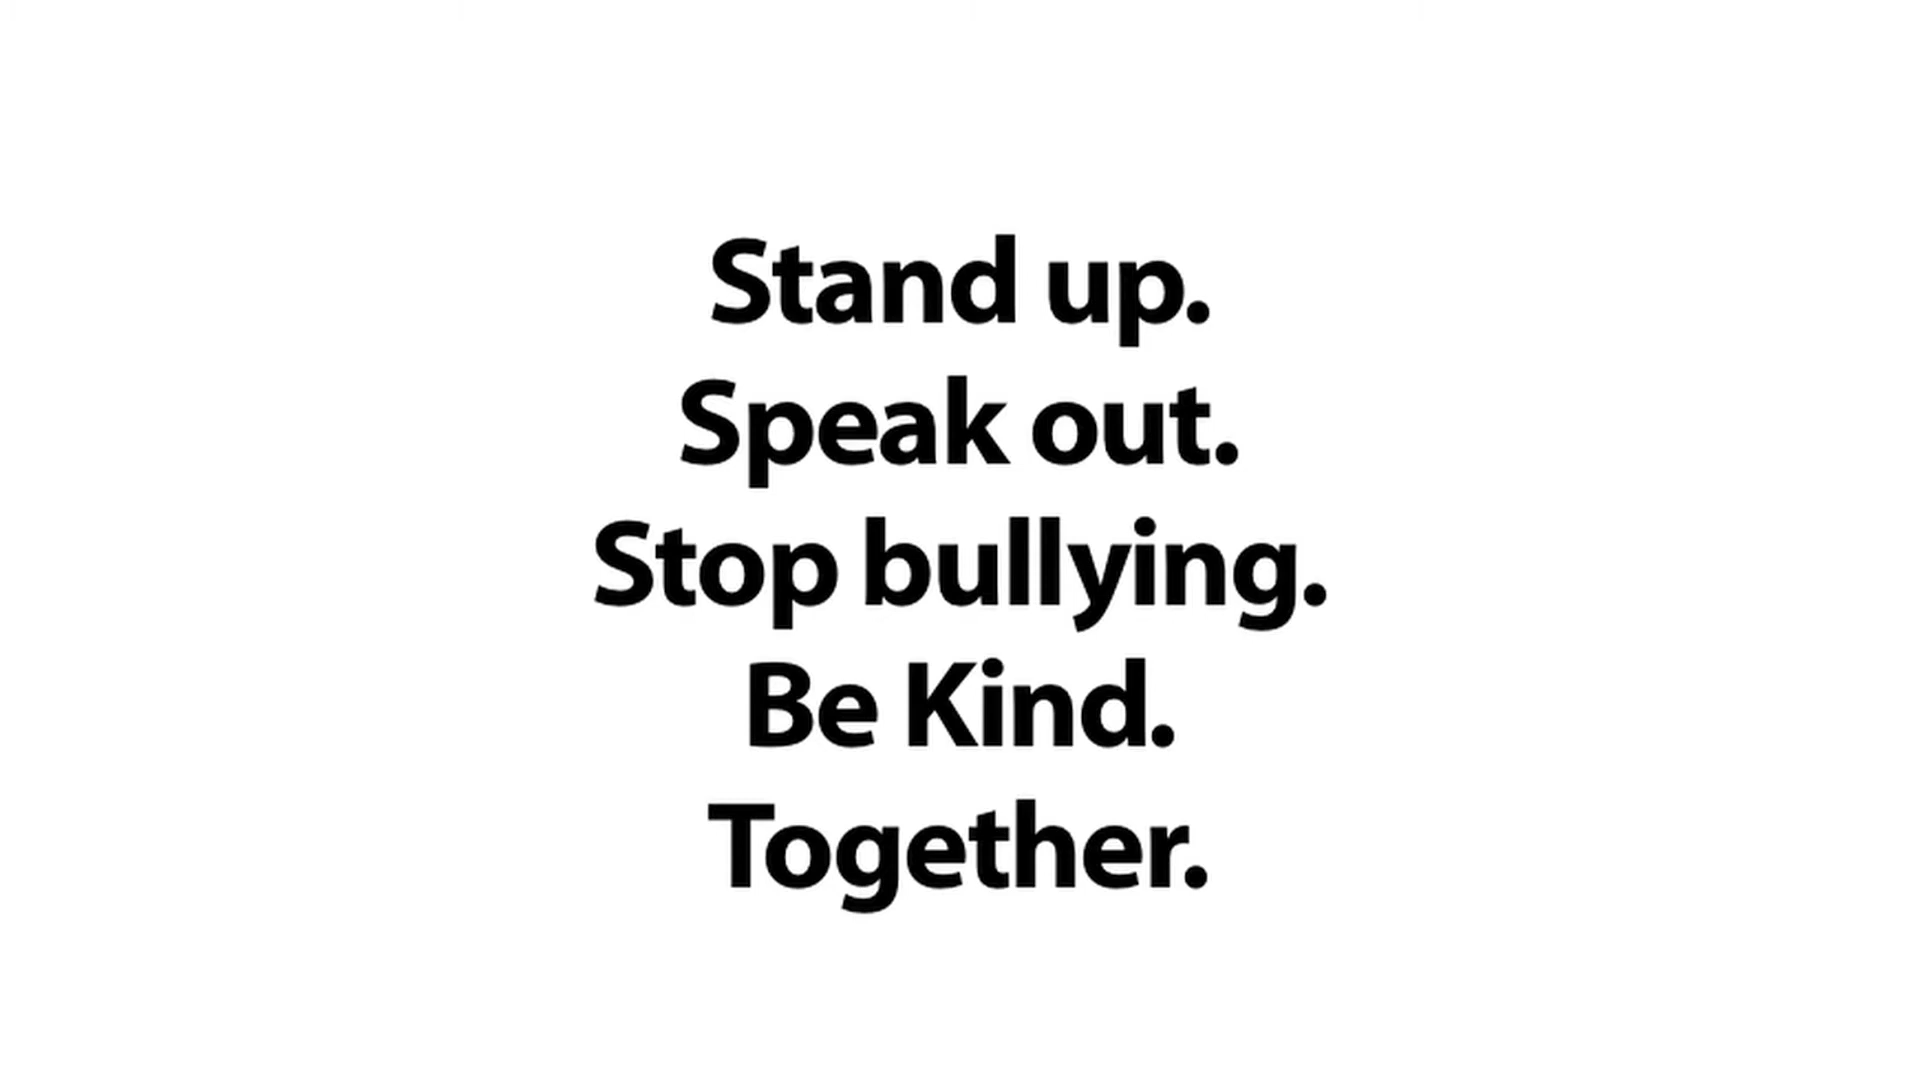 Stand up.
Speak out.
Stop bullying.
Be Kind.
Together.